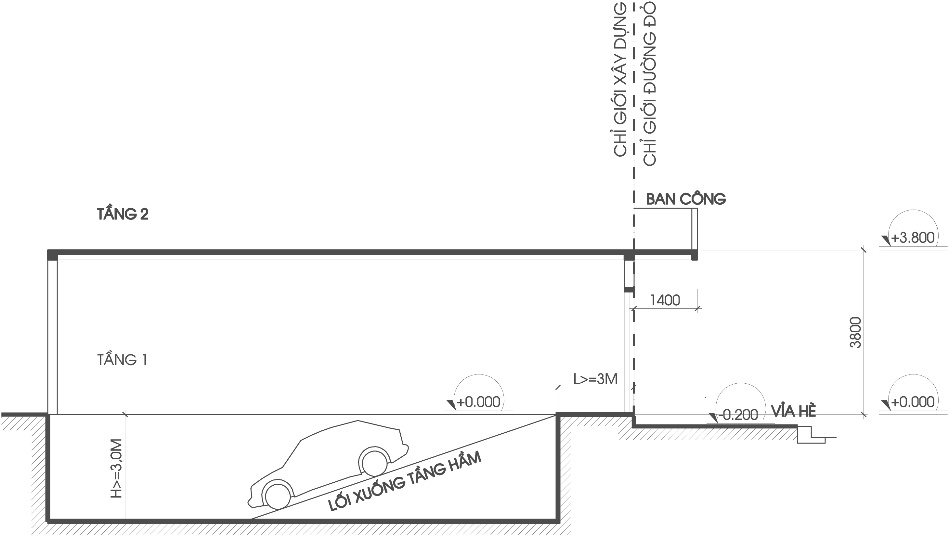 CHỈ GIỚI XÂY DỰNG
CHỈ GIỚI ĐƯỜNG ĐỎ
BAN CÔNG
TẦNG 2
+3.800
1400
3800
TẦNG 1
L>=3M
+0.000
+0.000
-0.200
VỈA HÈ
H>=3,0M
LỐI XUỐNG TẦNG HẦM